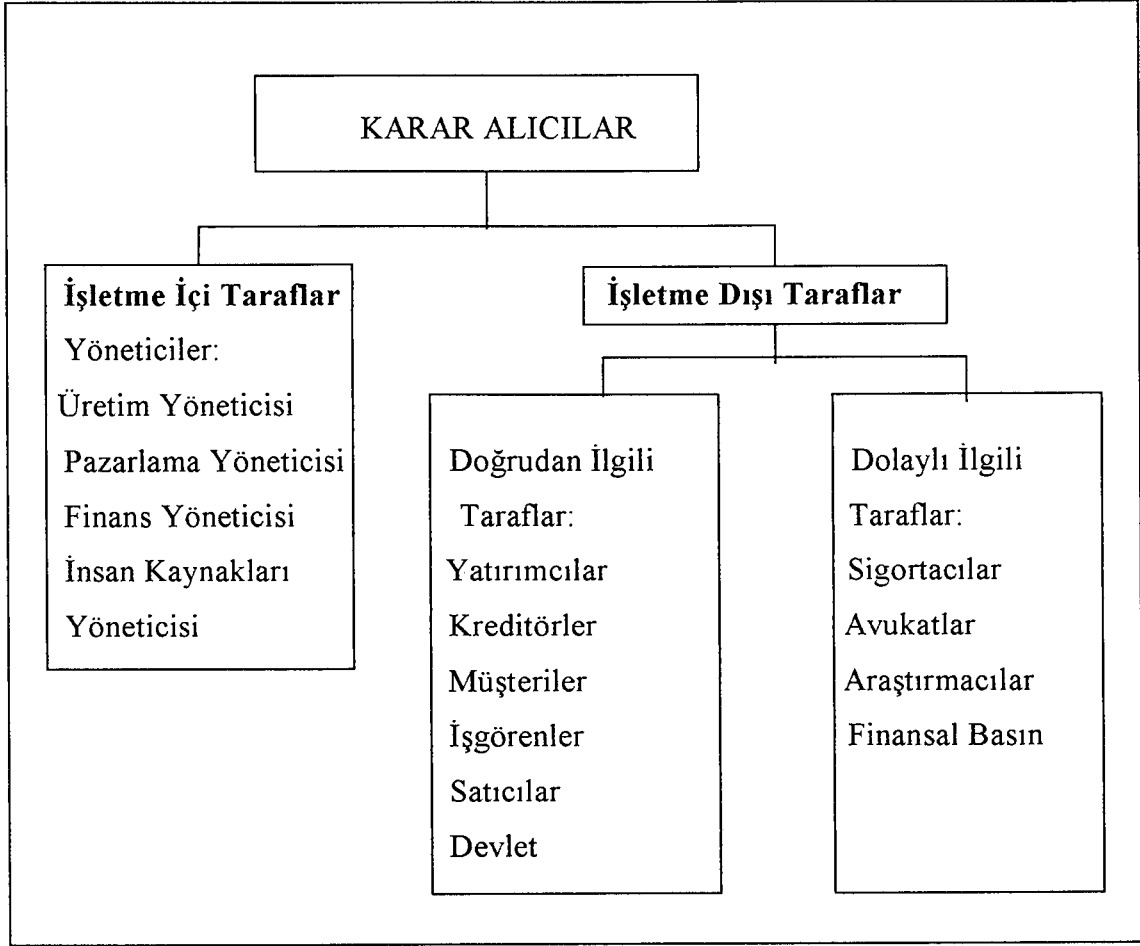 KARAR ALICILAR
İşletme İçi Taraflar
Yöneticiler:
Üretim Yöneticisi
Pazarlama Yöneticisi
Finans Yöneticisi
İnsan Kaynakları
Yöneticisi
İşletme Dışı Taraflar
Doğrudan İlgili
Taraflar:
Yatırımcılar
Kreditörler
Müşteriler
İşgörenler
Satıcılar
Devlet
Dolaylı İlgili
Taraflar:
Sigortacılar
Avukatlar
Araştırmacılar
Finansal Basın